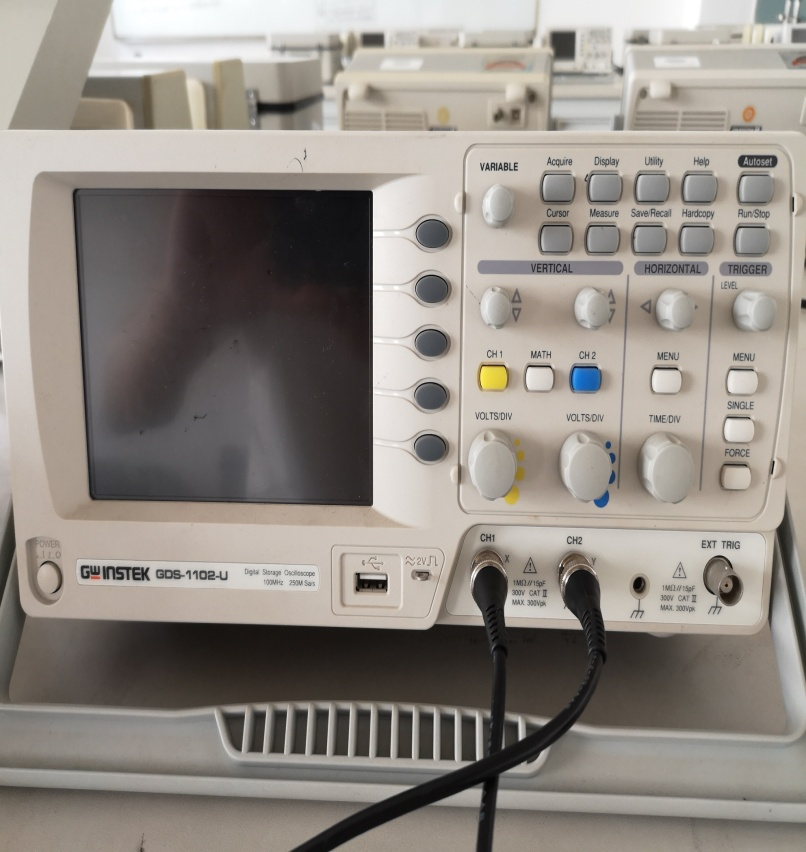 VARIABLE
Acquire Display Utility Help Autoset
Cursor Measure Save/Recall Hardcopy Run/Stop
VERTICAL HORIZONTAL TRIGGER
LEVEL
CH 1 MATH CH 2 MENU MENU
SINGLE
VOLTS/DIV VOLTS/DIV TIME/DIV
FORCE
POWER
GWINSTEK GDS-1102-U Digital Storage Oscilloscope
100MHz 250M Sa/s
2V
CH1 CH2 EXT TRIG
X Y
1MΩ//15pF
300V CAT II
MAX. 300Vpk
1MΩ//15pF
300V CAT II
MAX. 300Vpk